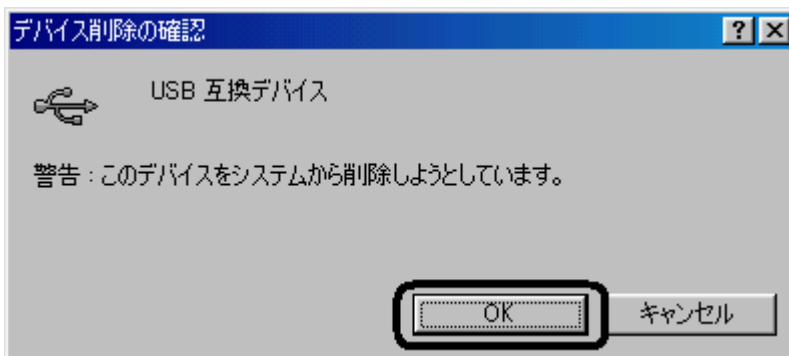 デバイス削除の確認
USB 互換デバイス
警告：このデバイスをシステムから削除しようとしています。
OK キャンセル